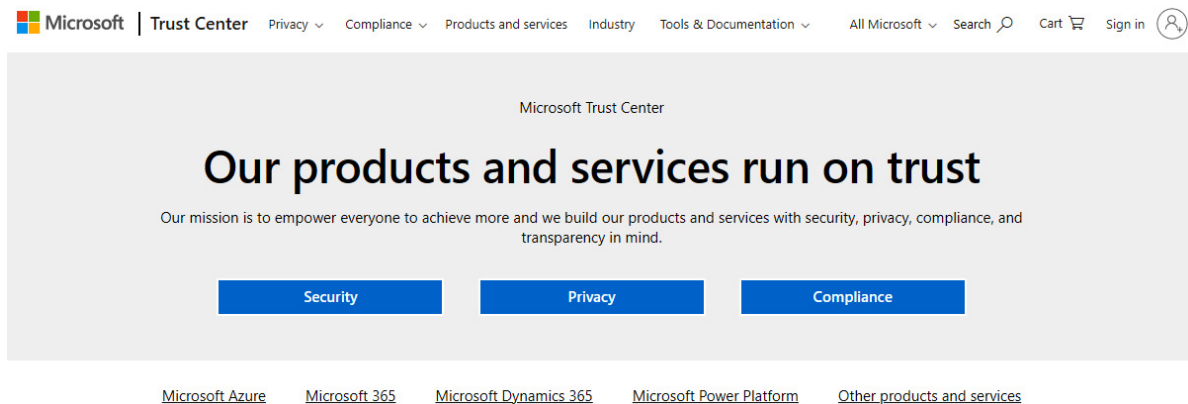 Microsoft | Trust Center Privacy Compliance Products and services Industry Tools & Documentation All Microsoft Search Cart Sign in
Microsoft Trust Center
Our products and services run on trust
Our mission is to empower everyone to achieve more and we build our products and services with security, privacy, compliance, and
transparency in mind.
Security Privacy Compliance
Microsoft Azure Microsoft 365 Microsoft Dynamics 365 Microsoft Power Platform Other products and services